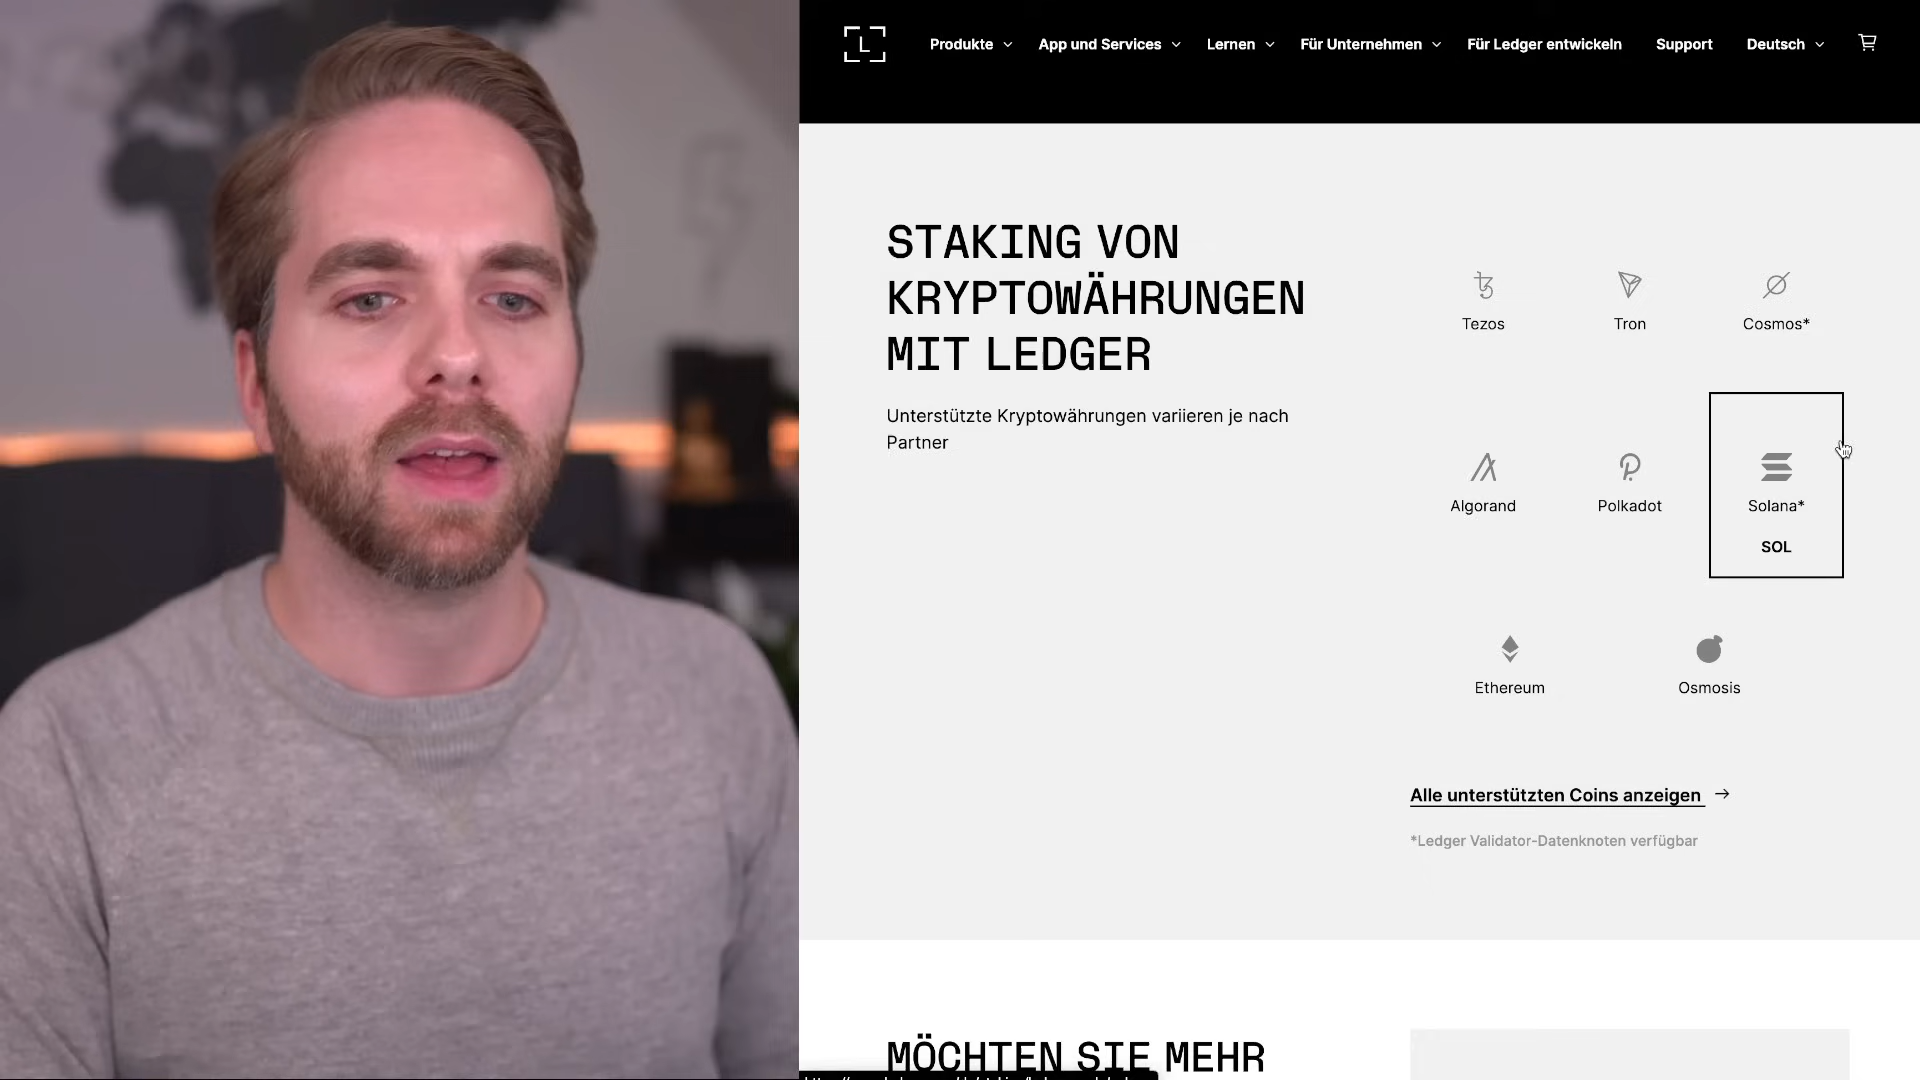 Produkte App und Services Lernen Für Unternehmen Für Ledger entwickeln Support Deutsch
STAKING VON
KRYPTOWÄHRUNGEN
MIT LEDGER
Unterstützte Kryptowährungen variieren je nach
Partner
Tezos Tron Cosmos*
Algorand Polkadot Solana*
SOL
Ethereum Osmosis
Alle unterstützten Coins anzeigen →
*Ledger Validator-Datenknoten verfügbar
MÖCHTEN SIE MEHR